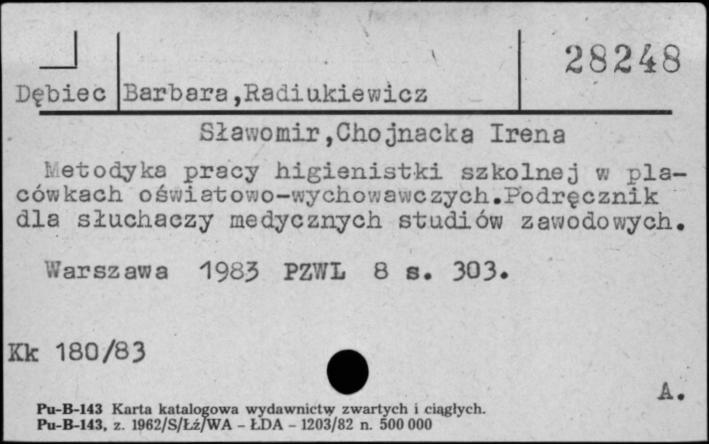 28248
Dębiec Barbara,Radiukiewicz
Sławomir,Chojnacka Irena
Metodyka pracy higienistki szkolnej w pla-
cówkach oświatowo-wychowawczych.Podręcznik
dla słuchaczy medycznych studiów zawodowych.
Warszawa 1983 PZWL 8 s. 303.
Kk 180/83
A.
Pu-B-143 Karta katalogowa wydawnictw zwartych i ciągłych.
Pu-B-143, z. 1962/S/Łź/WA - ŁDA - 1203/82 n. 500 000